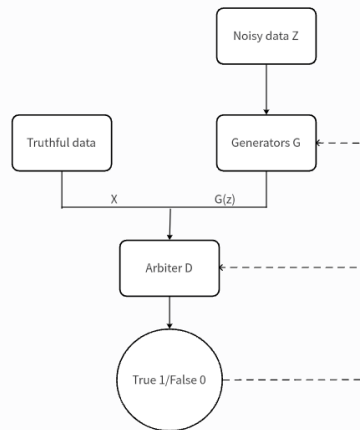 Noisy data Z
Truthful data
Generators G
X
G(z)
Arbiter D
True 1/False 0